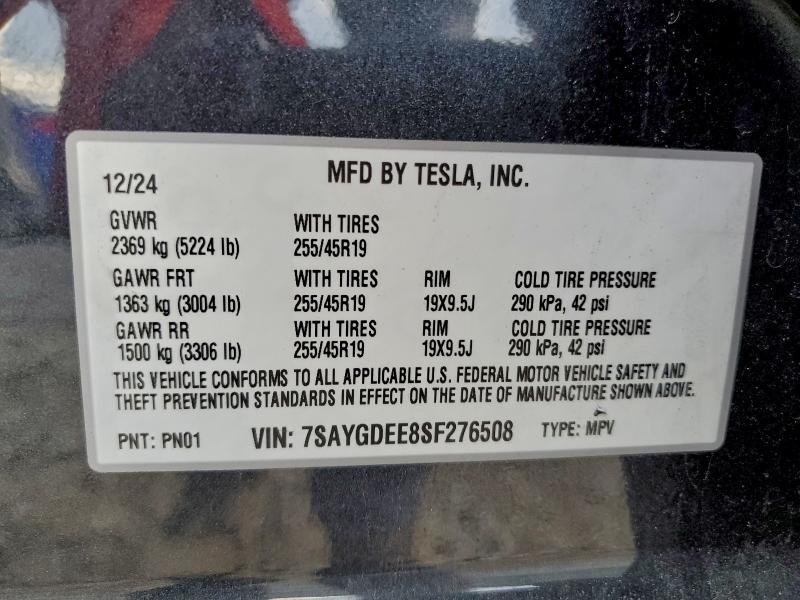 MFD BY TESLA, INC.
12/24
GVWR WITH TIRES
2369 kg (5224 lb) 255/45R19
GAWR FRT WITH TIRES RIM COLD TIRE PRESSURE
1363 kg (3004 lb) 255/45R19 19X9.5J 290 kPa, 42 psi
GAWR RR WITH TIRES RIM COLD TIRE PRESSURE
1500 kg (3306 lb) 255/45R19 19X9.5J 290 kPa, 42 psi
THIS VEHICLE CONFORMS TO ALL APPLICABLE U.S. FEDERAL MOTOR VEHICLE SAFETY AND
THEFT PREVENTION STANDARDS IN EFFECT ON THE DATE OF MANUFACTURE SHOWN ABOVE.
PNT: PN01 VIN: 7SAYGDEE8SF276508 TYPE: MPV